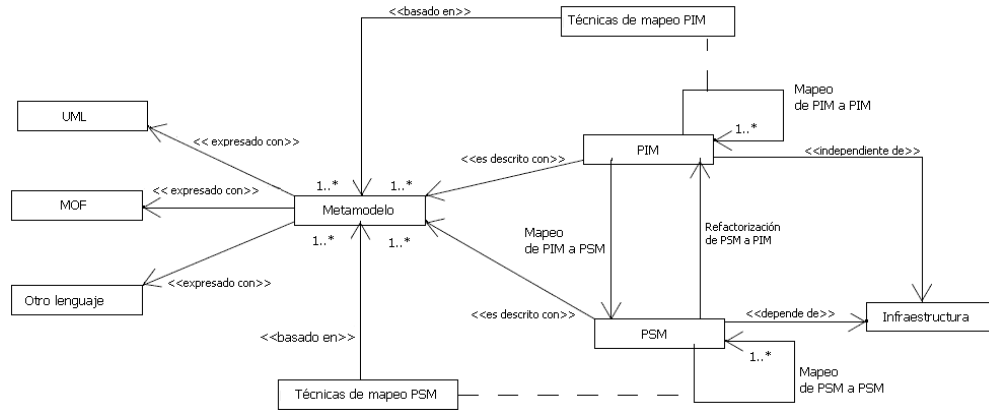 <<basado en>>
Técnicas de mapeo PIM
Mapeo
de PIM a PIM
1..*
UML
<< expresado con>>
PIM
<<es descrito con>>
<<independiente de>>
MOF
<< expresado con>>
1..*
1..*
Metamodelo
1..*
1..*
Mapeo
de PIM a PSM
Refactorización
de PSM a PIM
Otro lenguaje
<<expresado con>>
<<es descrito con>>
PSM
<<depende de>>
Infraestructura
<<basado en>>
1..*
Mapeo
de PSM a PSM
Técnicas de mapeo PSM